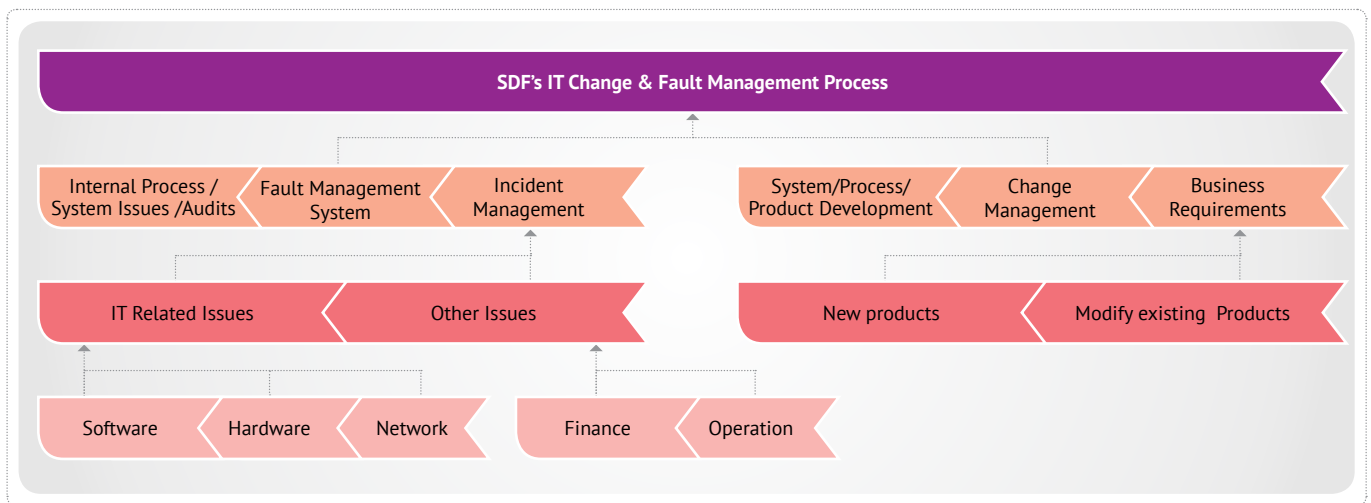 SDF's IT Change & Fault Management Process
Internal Process /
System Issues /Audits
Fault Management
System
Incident
Management
System/Process/
Product Development
Change
Management
Business
Requirements
IT Related Issues
Other Issues
New products
Modify existing Products
Software
Hardware
Network
Finance
Operation